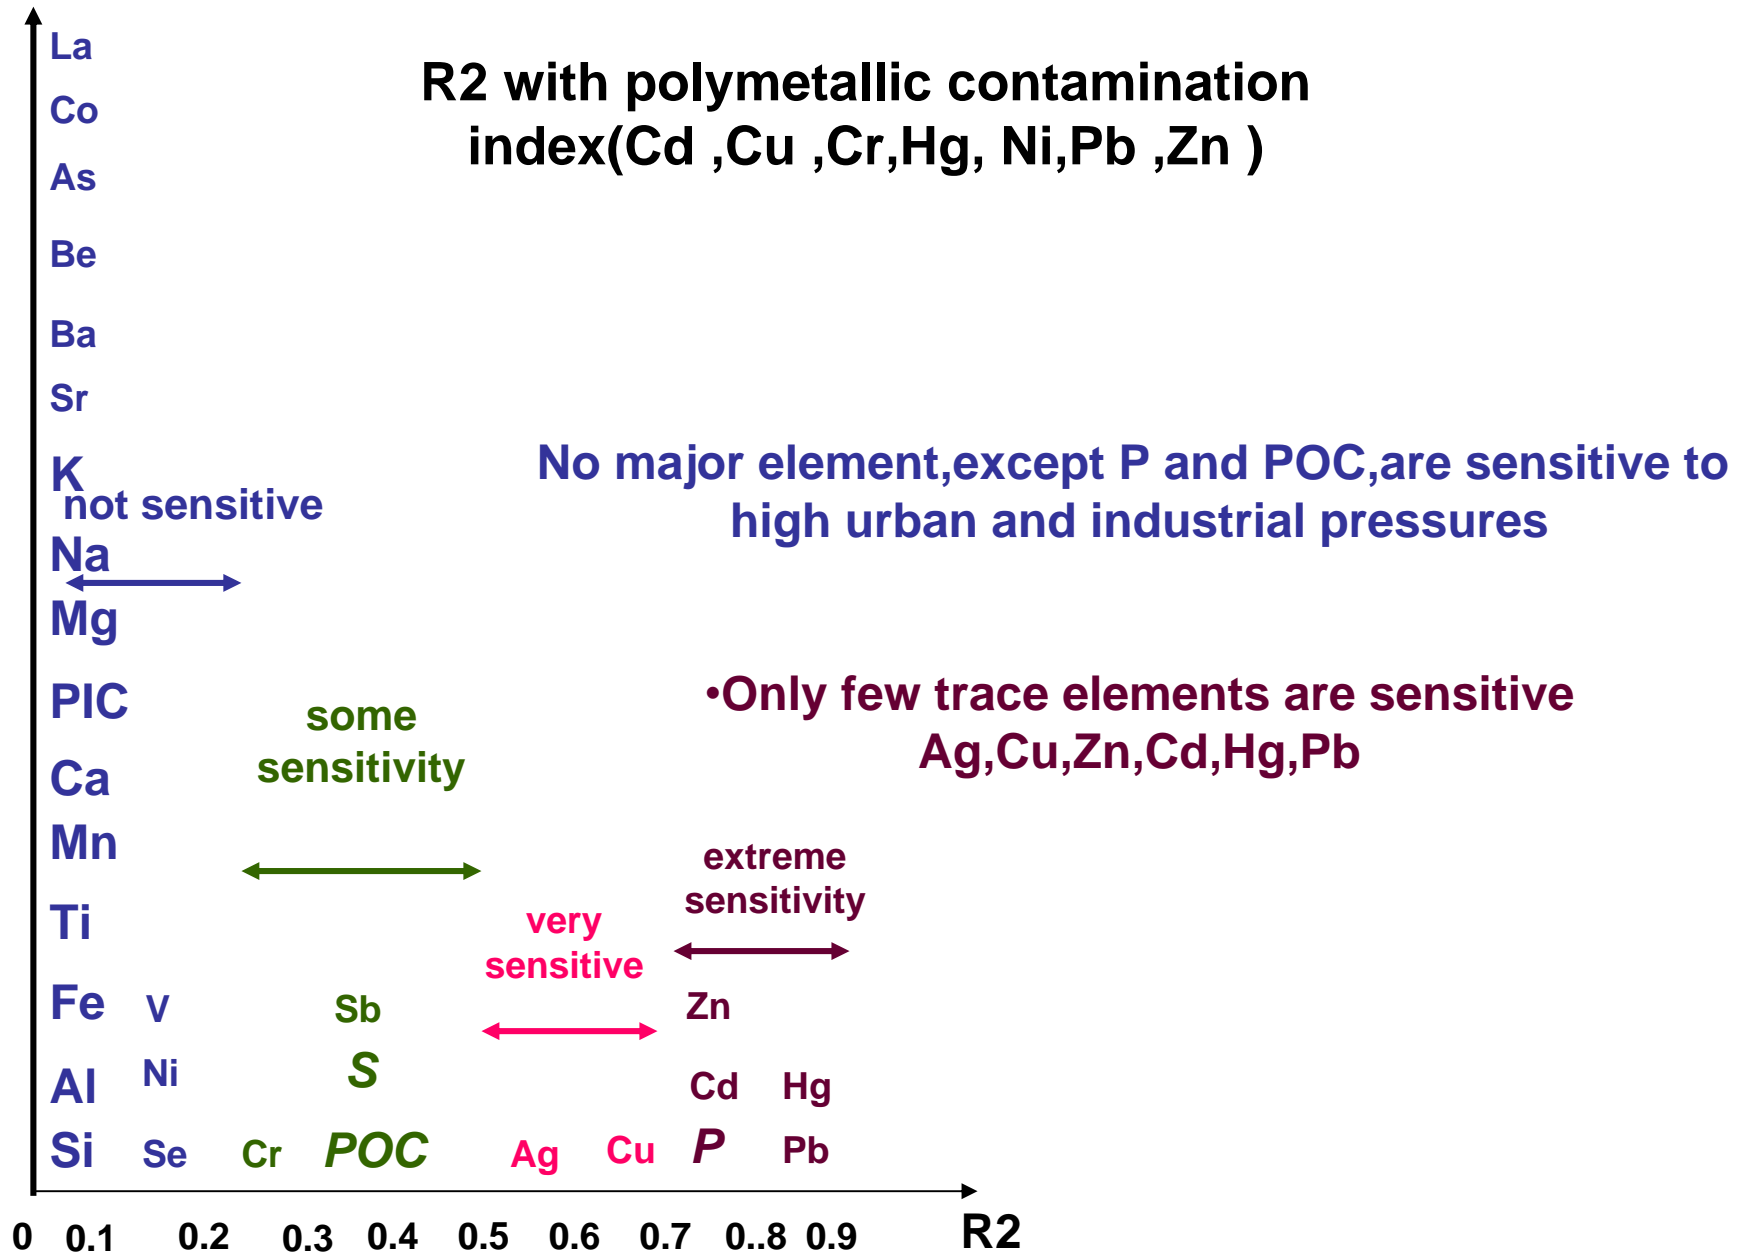 La
R2 with polymetallic contamination
index(Cd ,Cu ,Cr,Hg, Ni,Pb ,Zn )
Co
As
Be
Ba
Sr
K
not sensitive
No major element,except P and POC,are sensitive to
high urban and industrial pressures
Na
Mg
PIC
some
sensitivity
•Only few trace elements are sensitive
Ag,Cu,Zn,Cd,Hg,Pb
Ca
Mn
extreme
sensitivity
Ti
very
sensitive
Fe V Sb Zn
Al Ni S Cd Hg
Si Se Cr POC Ag Cu P Pb
0 0.1 0.2 0.3 0.4 0.5 0.6 0.7 0..8 0.9 R2